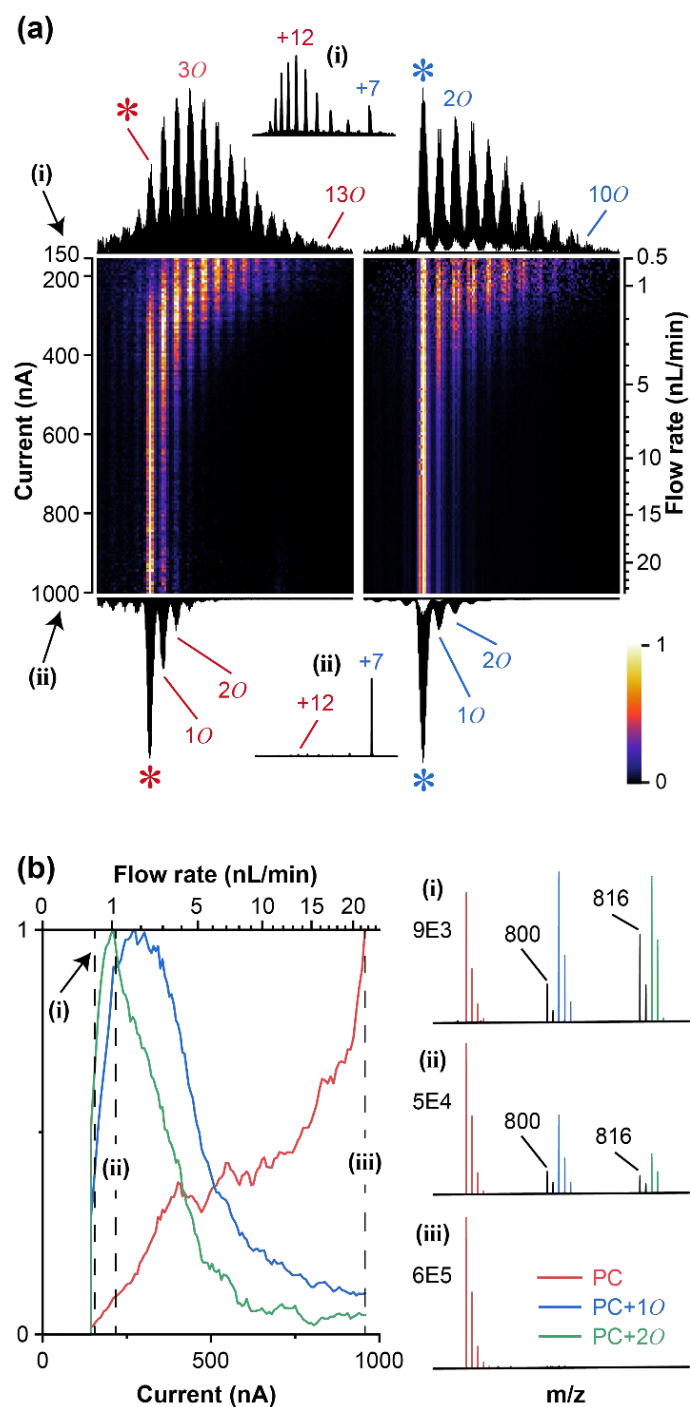 (a)
+12
(i)
+7
3O
*
13O
(i)
*
2O
10O
150
200
400
600
800
1000
Current (nA)
0.5
1
5
10
15
20
Flow rate (nL/min)
(ii)
2O
1O
*
(ii)
+7
+12
2O
1O
*
1
0
(b)
Flow rate (nL/min)
0 1 5 10 15 20
1
0
(i)
(ii)
(iii)
0 500 1000
Current (nA)
(i)
9E3
800
816
(ii)
5E4
800
816
(iii)
6E5
PC
PC+1O
PC+2O
m/z